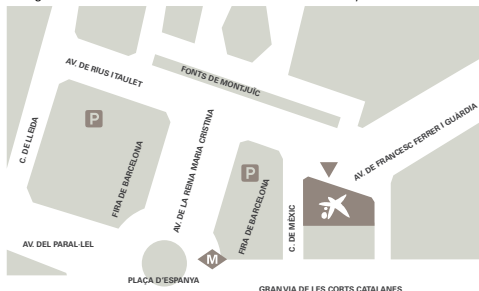 AV. DE RIUS I TAULET
FONTS DE MONTJUÏC
P
C. DE LLEIDA
FIRA DE BARCELONA
AV. DE LA REINA MARIA CRISTINA
P
FIRA DE BARCELONA
C. DE MÈXIC
AV. DE FRANCESC FERRER I GUÀRDIA
AV. DEL PARAL·LEL
M
PLAÇA D'ESPANYA
GRAN VIA DE LES CORTS CATALANES